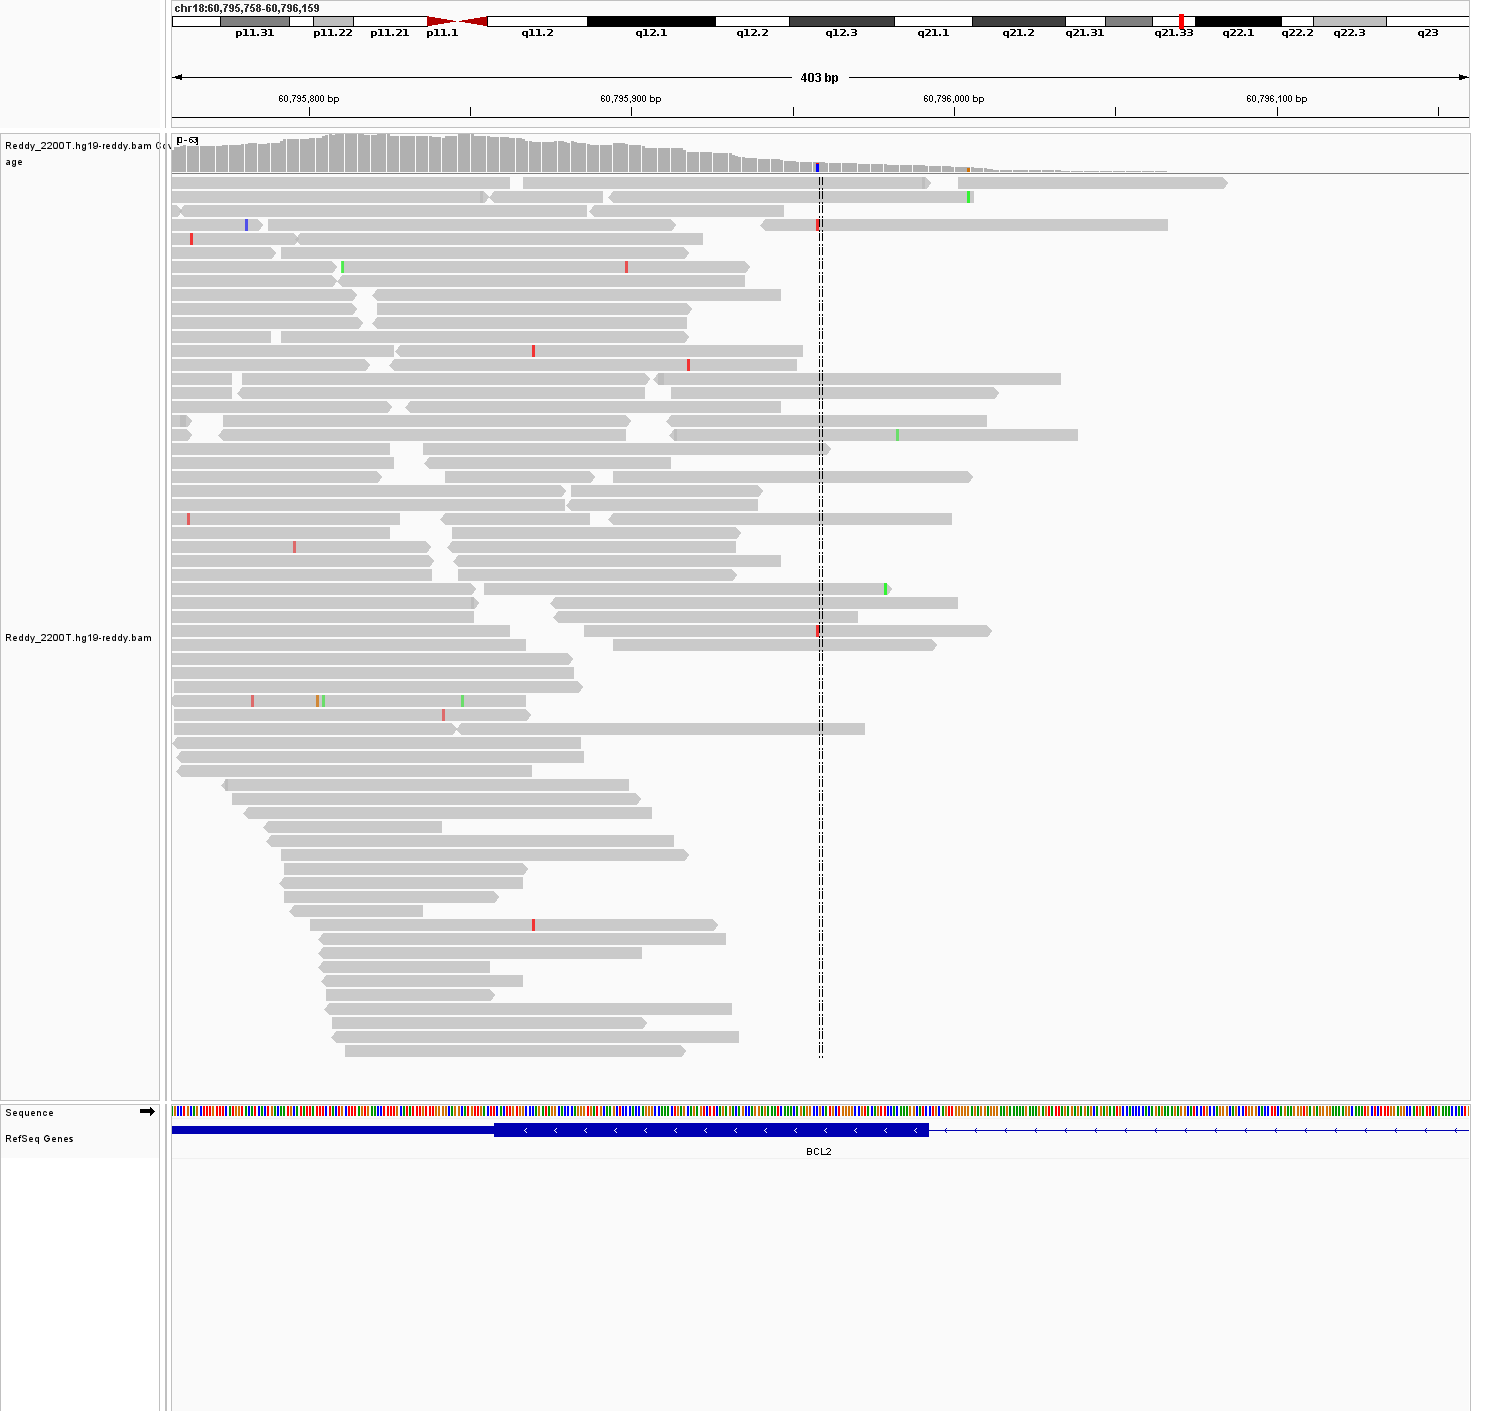 chr18:60,795,758-60,796,159
p11.31 p11.22 p11.21 p11.1 q11.2 q12.1 q12.2 q12.3 q21.1 q21.2 q21.31 q21.33 q22.1 q22.2 q22.3 q23
403 bp
60,795,800 bp 60,795,900 bp 60,796,000 bp 60,796,100 bp
Reddy_2200T.hg19-reddy.bam Cov
age
[0-63]
Reddy_2200T.hg19-reddy.bam
Sequence
RefSeq Genes
BCL2